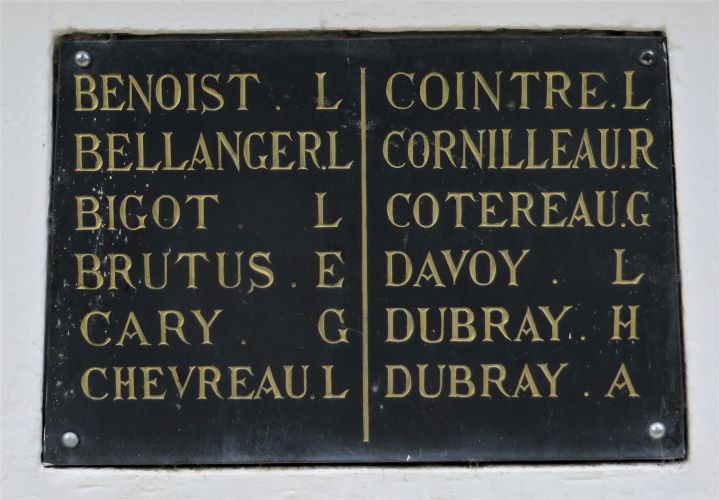 BENOIST . L
BELLANGER.L
BIGOT . L
BRUTUS . E
CARY . G
CHEVREAU.L
COINTRE.L
CORNILLEAU.R
COTEREAU.G
DAVOY . L
DUBRAY . H
DUBRAY . A